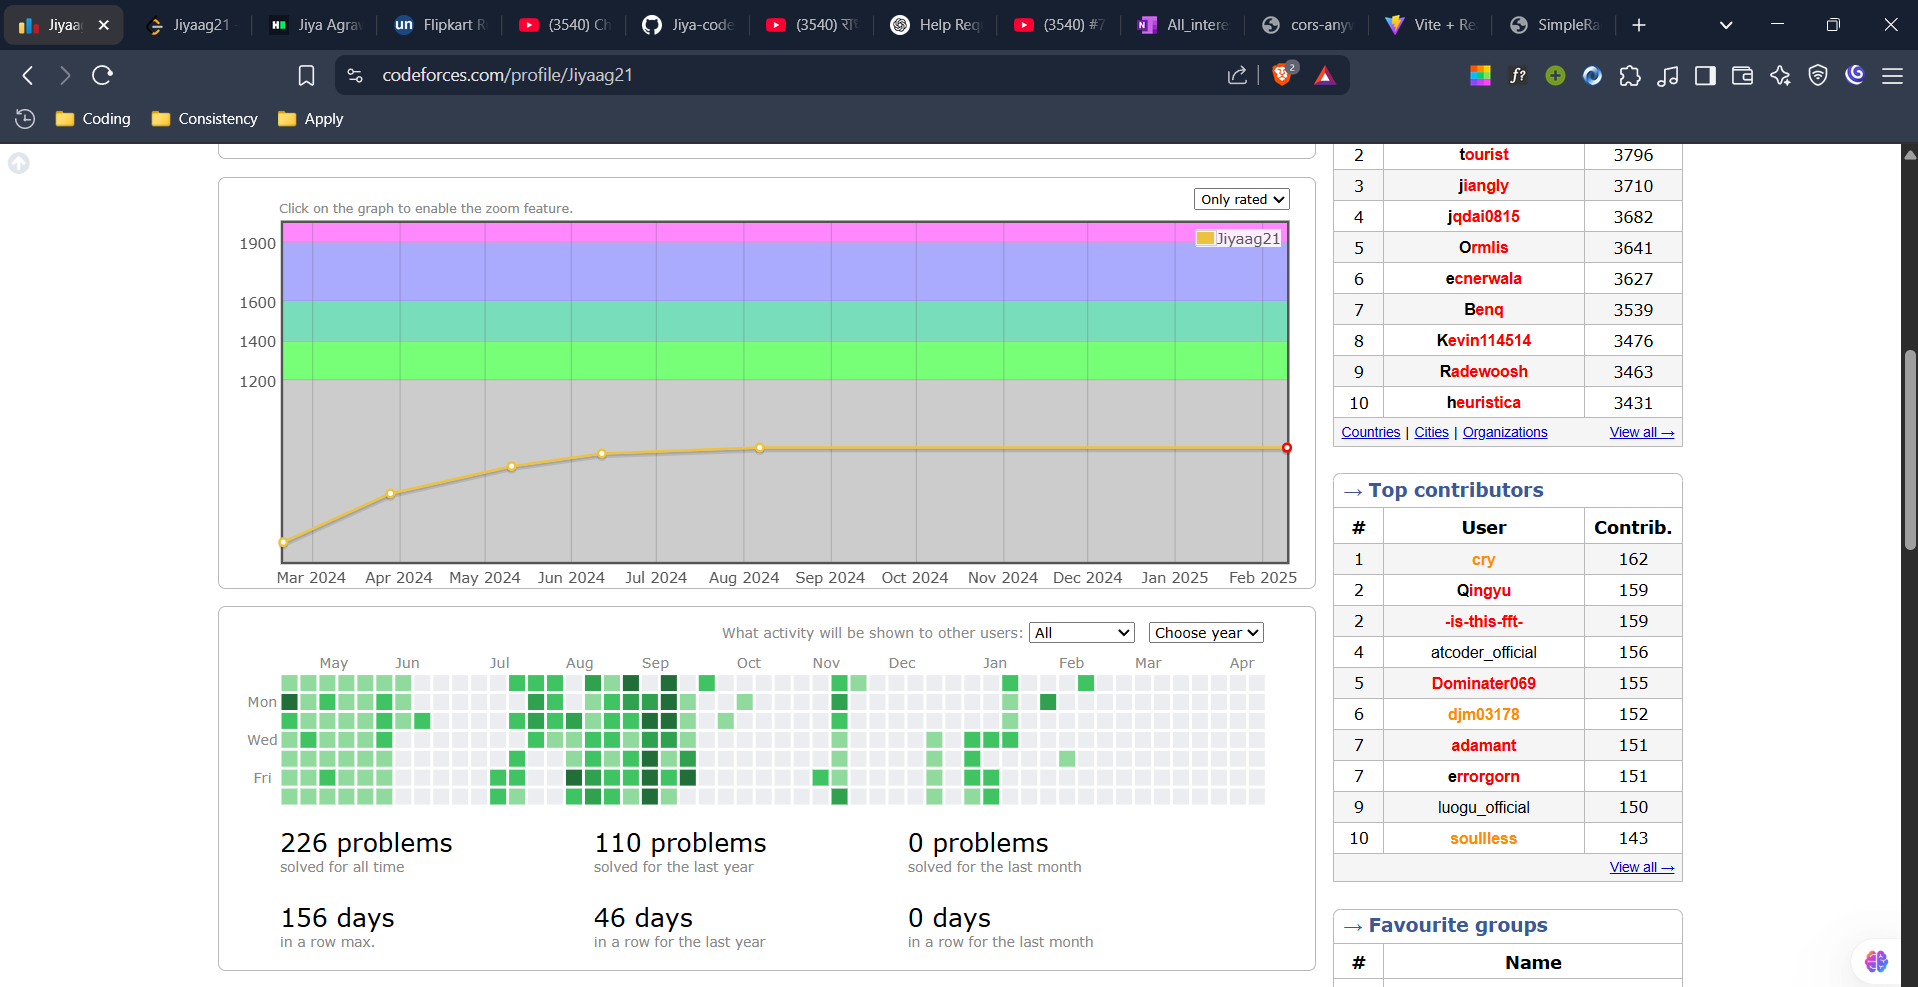 Jiyaa
Jiyaag21
Jiya Agra
Flipkart R
(3540) Ch
Jiya-code
(3540)
Help Req
(3540) #7
All_intere
cors-anyw
Vite + Re
SimpleRa
codeforces.com/profile/Jiyaag21
2
Coding
Consistency
Apply
Click on the graph to enable the zoom feature.
Only rated
Jiyaag21
1900
1600
1400
1200
Mar 2024 Apr 2024 May 2024 Jun 2024 Jul 2024 Aug 2024 Sep 2024 Oct 2024 Nov 2024 Dec 2024 Jan 2025 Feb 2025
What activity will be shown to other users: All Choose year
May Jun Jul Aug Sep Oct Nov Dec Jan Feb Mar Apr
Mon
Wed
Fri
226 problems
solved for all time
110 problems
solved for the last year
0 problems
solved for the last month
156 days
in a row max.
46 days
in a row for the last year
0 days
in a row for the last month
2 tourist 3796
3 jiangly 3710
4 jqdai0815 3682
5 Ormlis 3641
6 ecnerwala 3627
7 Benq 3539
8 Kevin114514 3476
9 Radewoosh 3463
10 heuristica 3431
Countries | Cities | Organizations View all →
→ Top contributors
# User Contrib.
1 cry 162
2 Qingyu 159
2 -is-this-fft- 159
4 atcoder_official 156
5 Dominater069 155
6 djm03178 152
7 adamant 151
7 errorgorn 151
9 luogu_official 150
10 soullless 143
View all →
→ Favourite groups
# Name